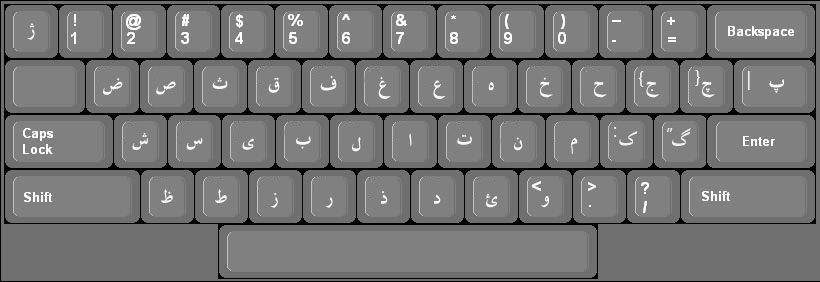 ژ ! 1 @ 2 # 3 $ 4 % 5 ^ 6 & 7 * 8 ( 9 ) 0 – - + = Backspace
ض ص ث ق ف غ ع ه خ ح ج } چ { پ |
Caps Lock ش س ی ب ل ا ت ن م ک : گ " Enter
Shift ظ ط ز ر ذ د ئ و < . > / ? Shift